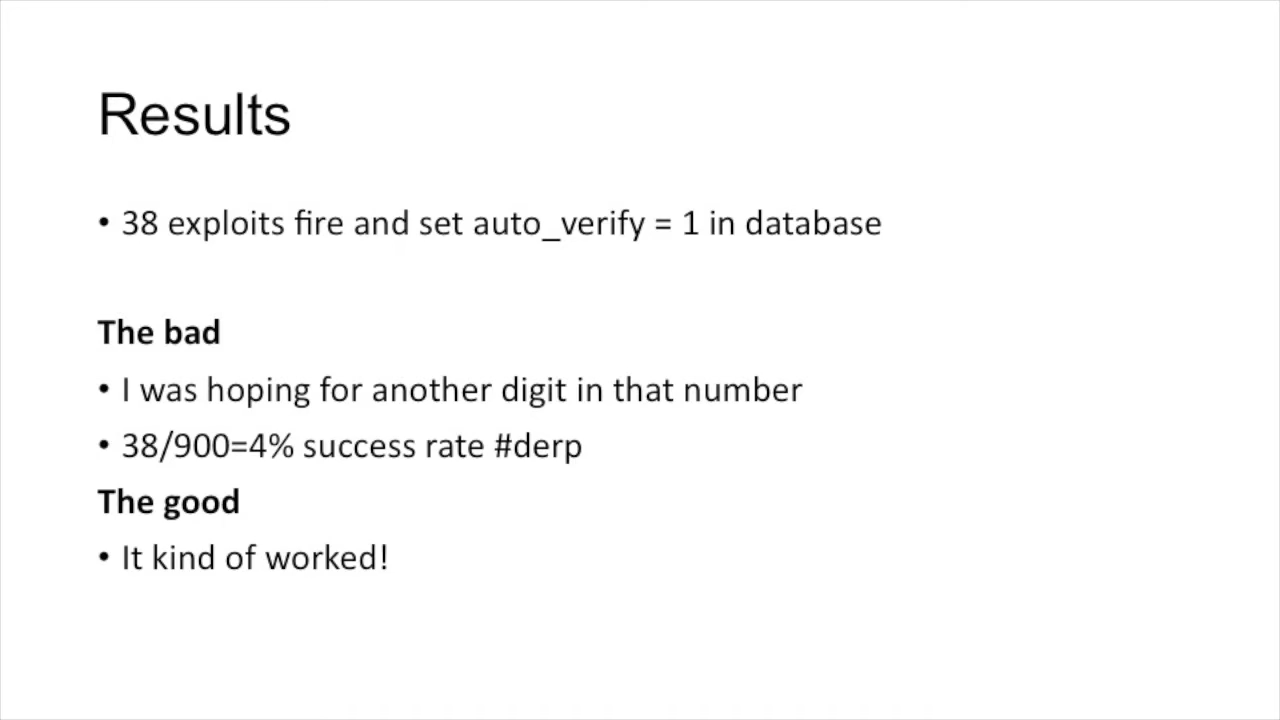 Results
• 38 exploits fire and set auto_verify = 1 in database
The bad
• I was hoping for another digit in that number
• 38/900=4% success rate #derp
The good
• It kind of worked!